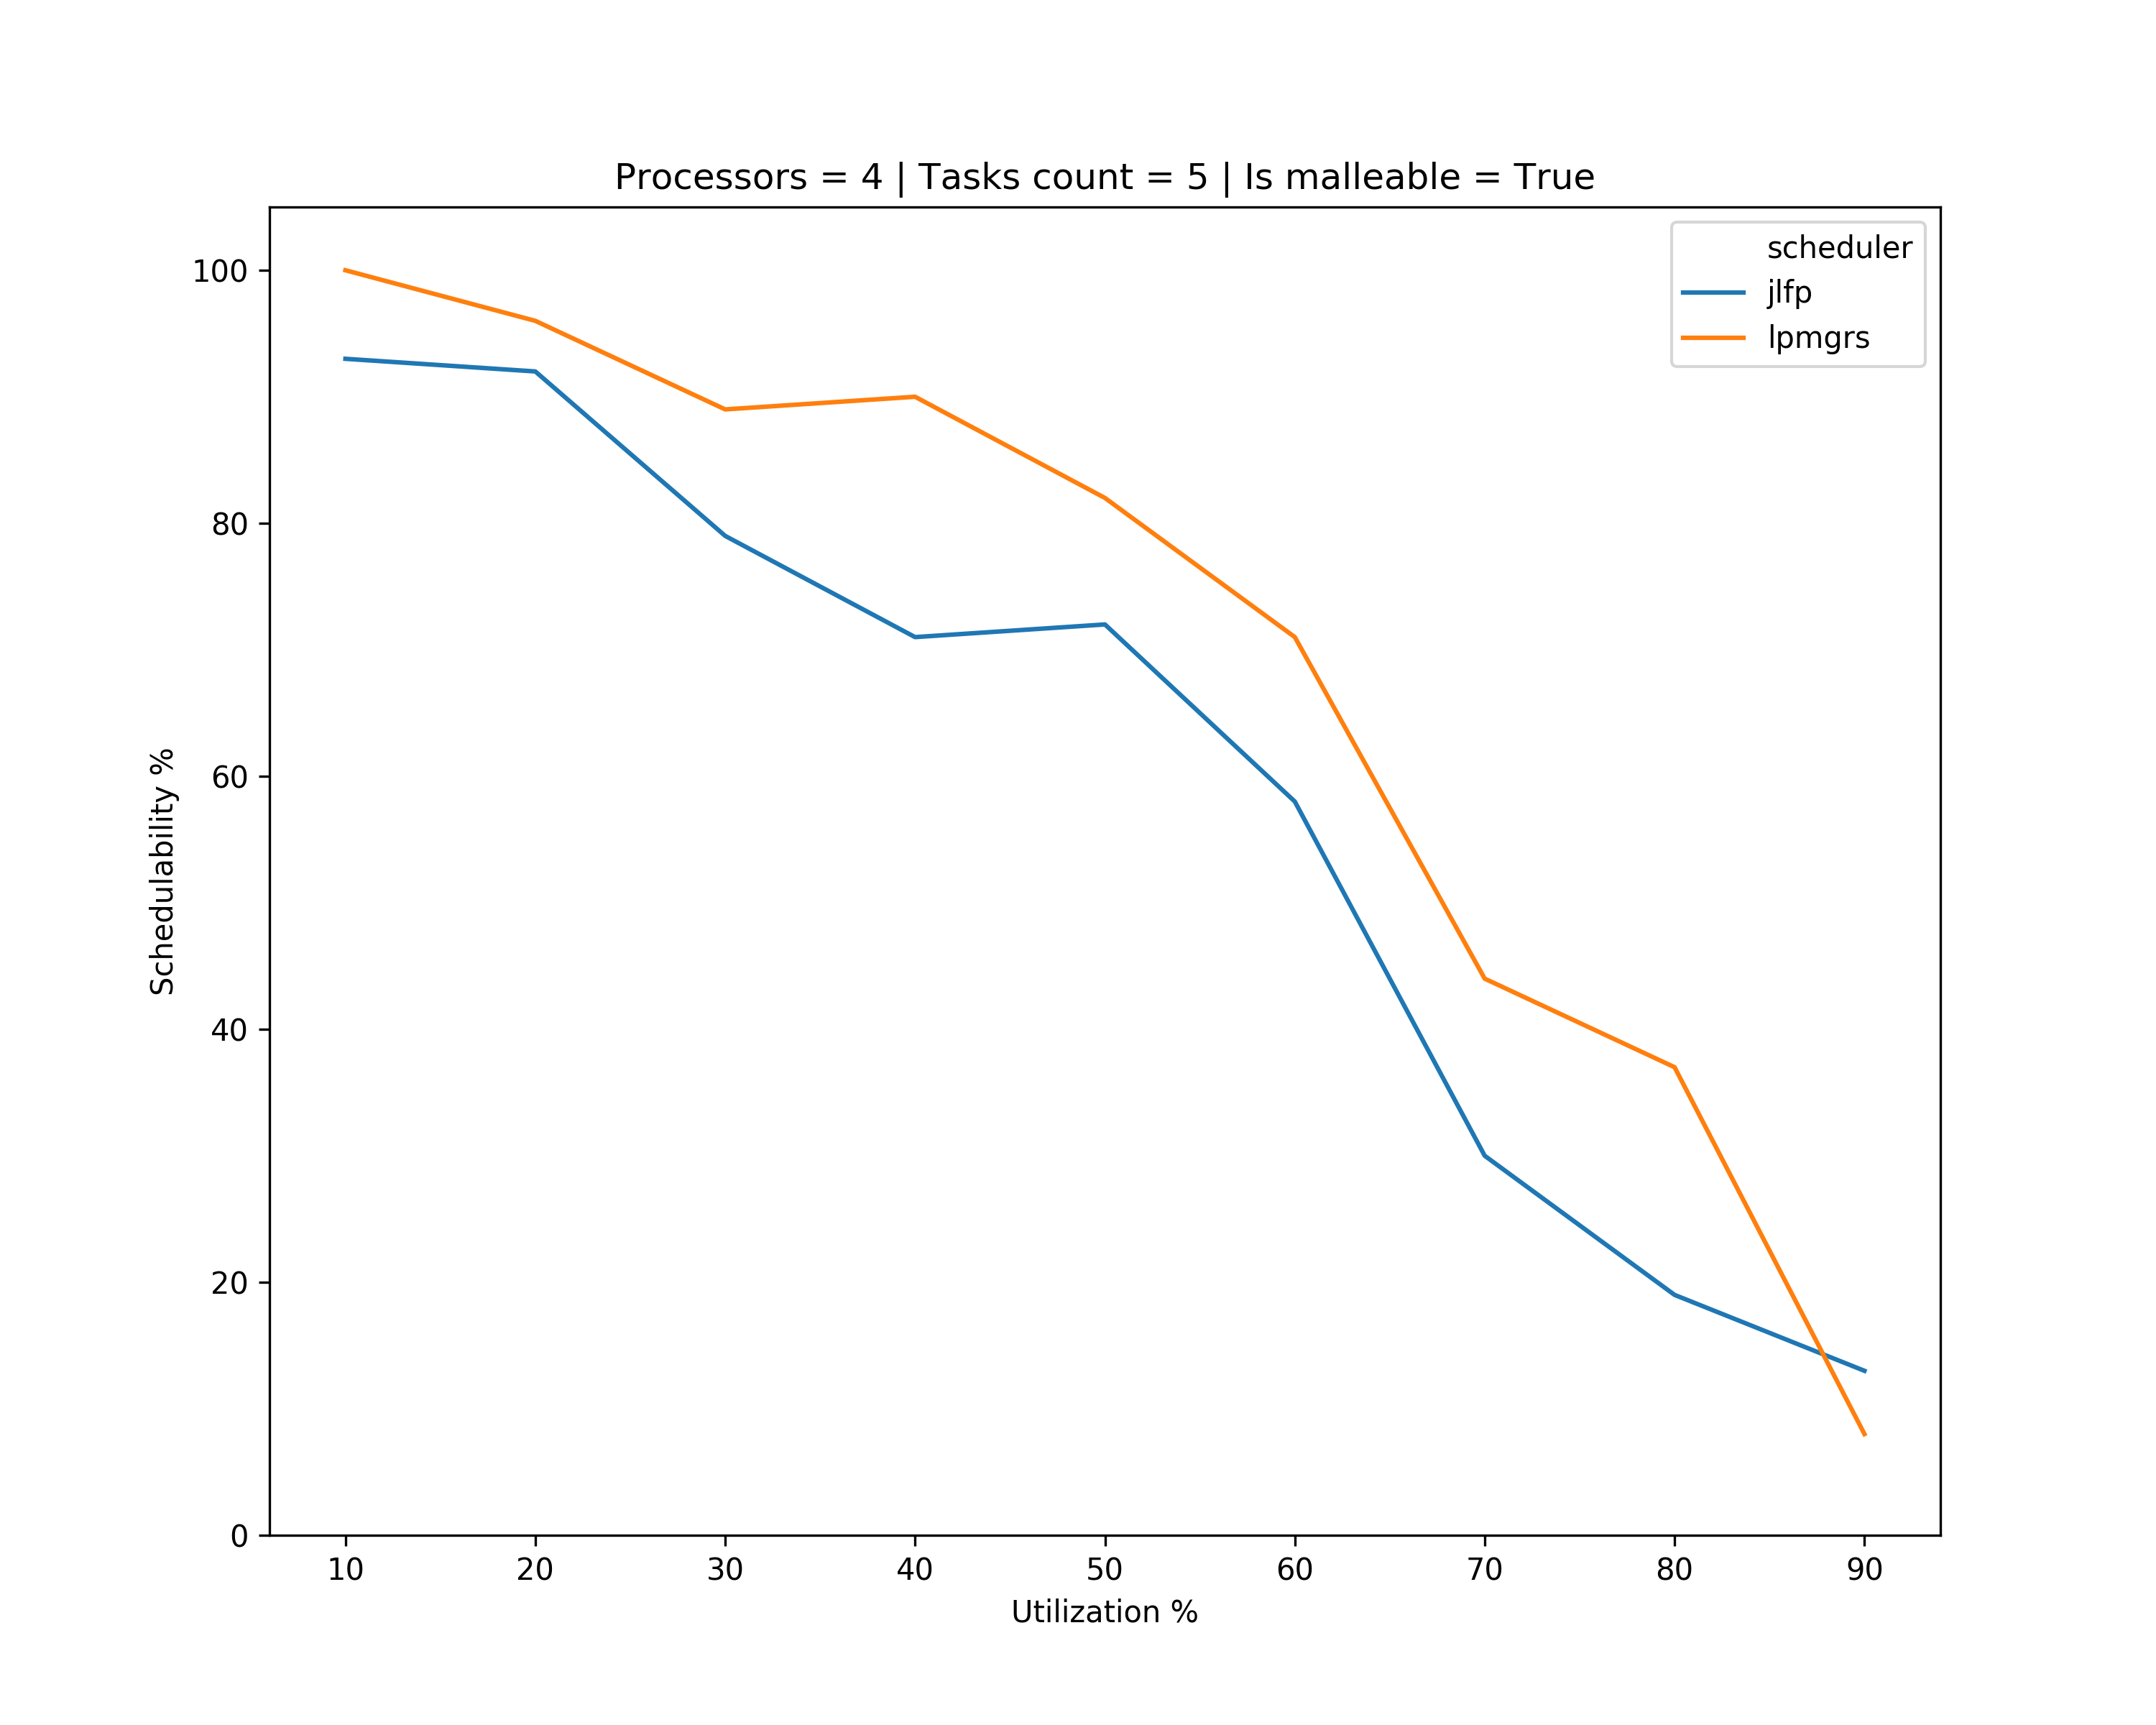 Processors = 4 | Tasks count = 5 | Is malleable = True
scheduler
jlfp
lpmgrs
Schedulability %
100
80
60
40
20
0
10 20 30 40 50 60 70 80 90
Utilization %